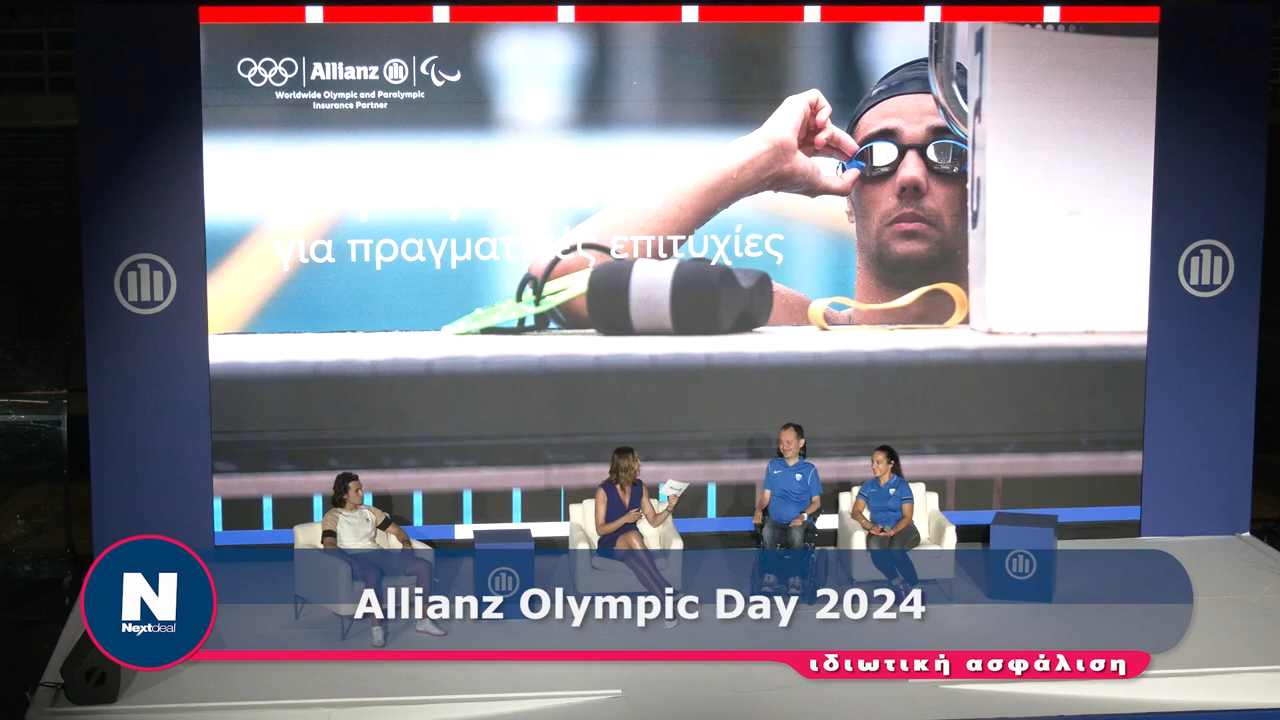 Allianz
Worldwide Olympic and Paralympic
Insurance Partner
για πραγματικές επιτυχίες
Allianz Olympic Day 2024
N
Nextdeal
ιδιωτική ασφάλιση